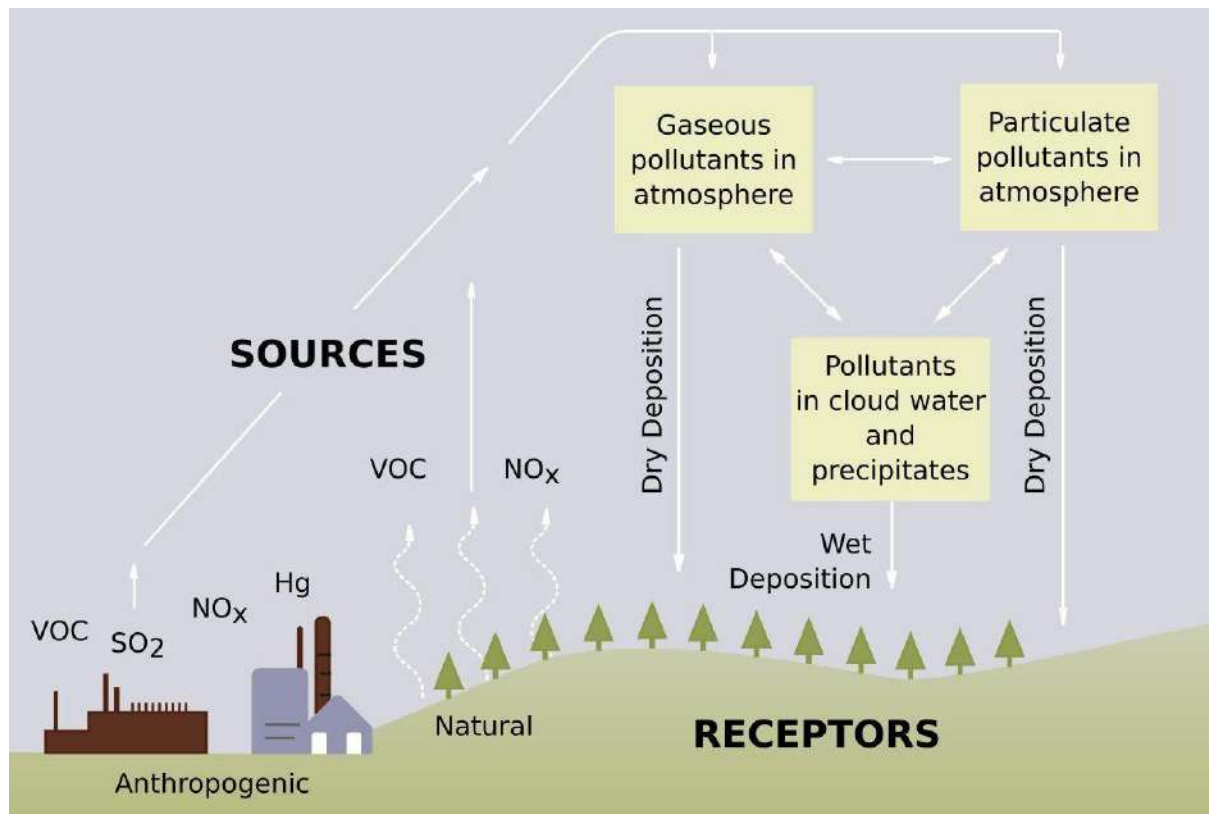 Gaseous
pollutants in
atmosphere
Particulate
pollutants in
atmosphere
SOURCES
Dry Deposition
Pollutants
in cloud water
and
precipitates
Dry Deposition
VOC
NOx
Wet
Deposition
Hg
NOx
VOC
SO2
Natural
RECEPTORS
Anthropogenic